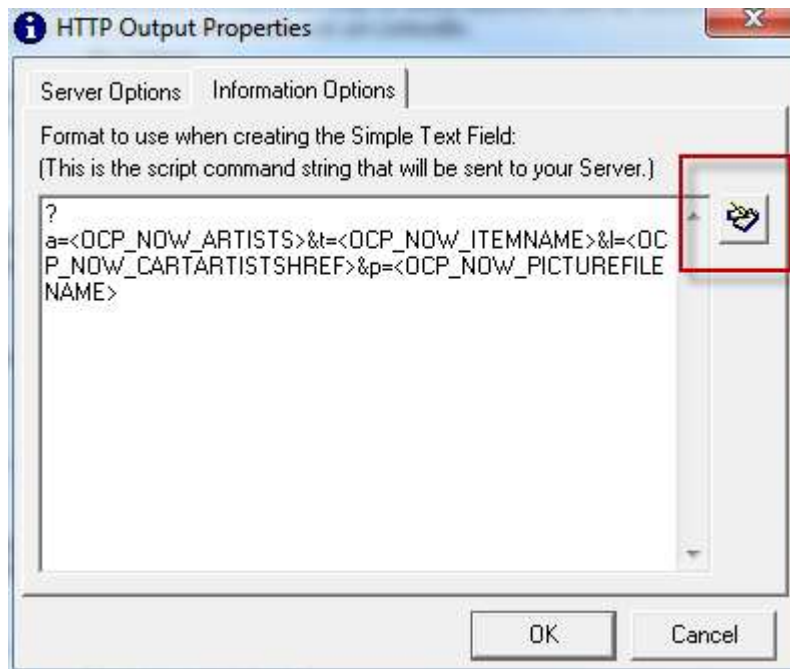 HTTP Output Properties
Server Options Information Options
Format to use when creating the Simple Text Field:
(This is the script command string that will be sent to your Server.)
?
a=<OCP_NOW_ARTISTS>&t=<OCP_NOW_ITEMNAME>&l=<OC
P_NOW_CARTARTISTSHREF>&p=<OCP_NOW_PICTUREFILE
NAME>
OK Cancel